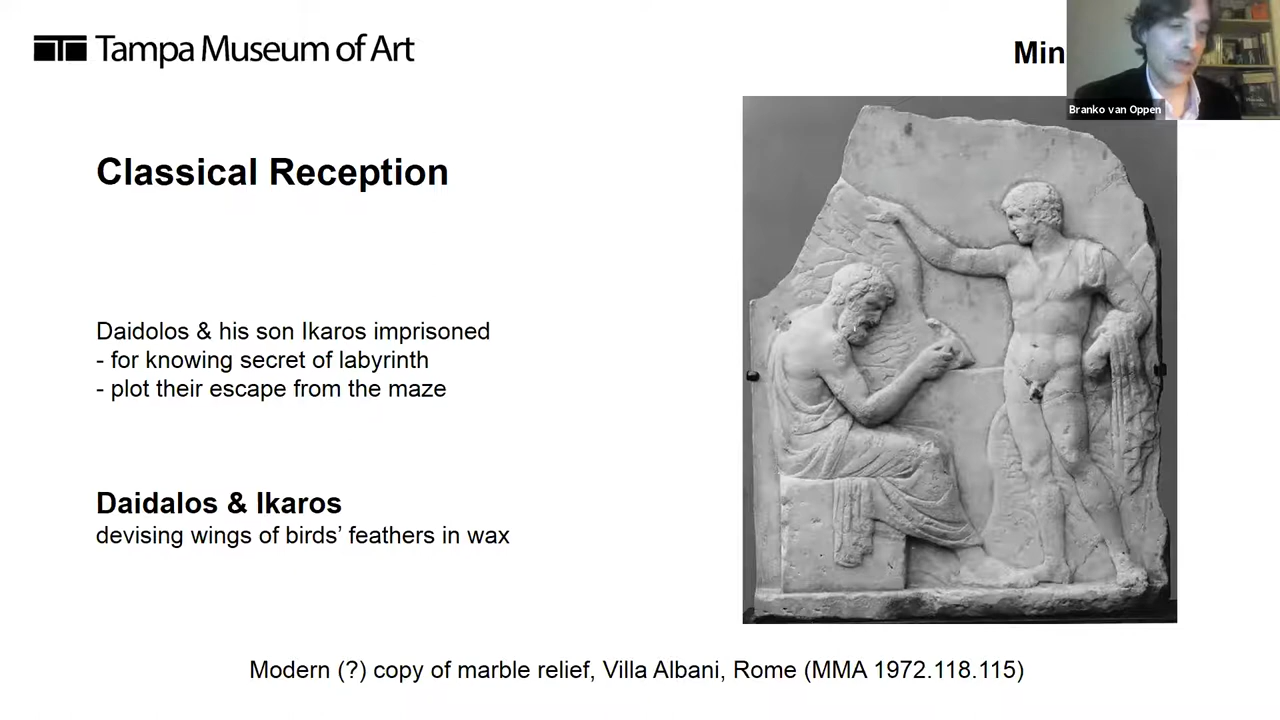 Tampa Museum of Art
Min
Branko van Oppen
Classical Reception
Daidolos & his son Ikaros imprisoned
- for knowing secret of labyrinth
- plot their escape from the maze
Daidalos & Ikaros
devising wings of birds’ feathers in wax
Modern (?) copy of marble relief, Villa Albani, Rome (MMA 1972.118.115)